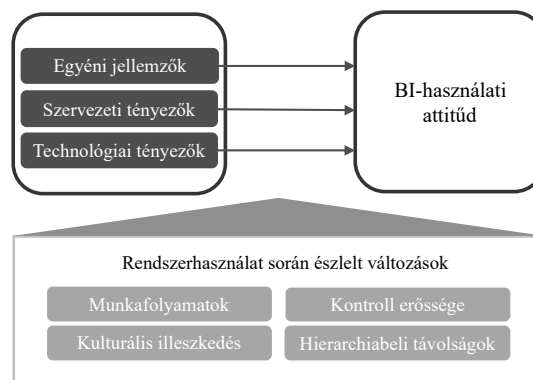 Egyéni jellemzők
Szervezeti tényezők
Technológiai tényezők
BI-használati
attitűd
Rendszerhasználat során észlelt változások
Munkafolyamatok
Kontroll erőssége
Kulturális illeszkedés
Hierarchiabeli távolságok